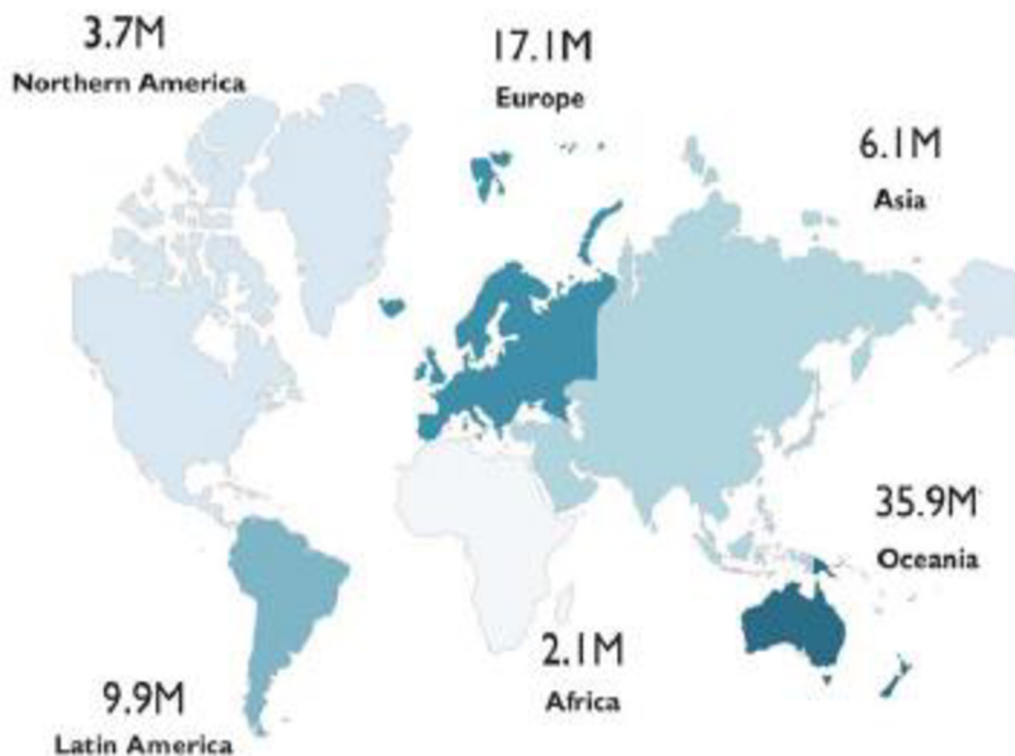 3.7M
Northern America
17.1M
Europe
6.1M
Asia
35.9M
Oceania
2.1M
Africa
9.9M
Latin America